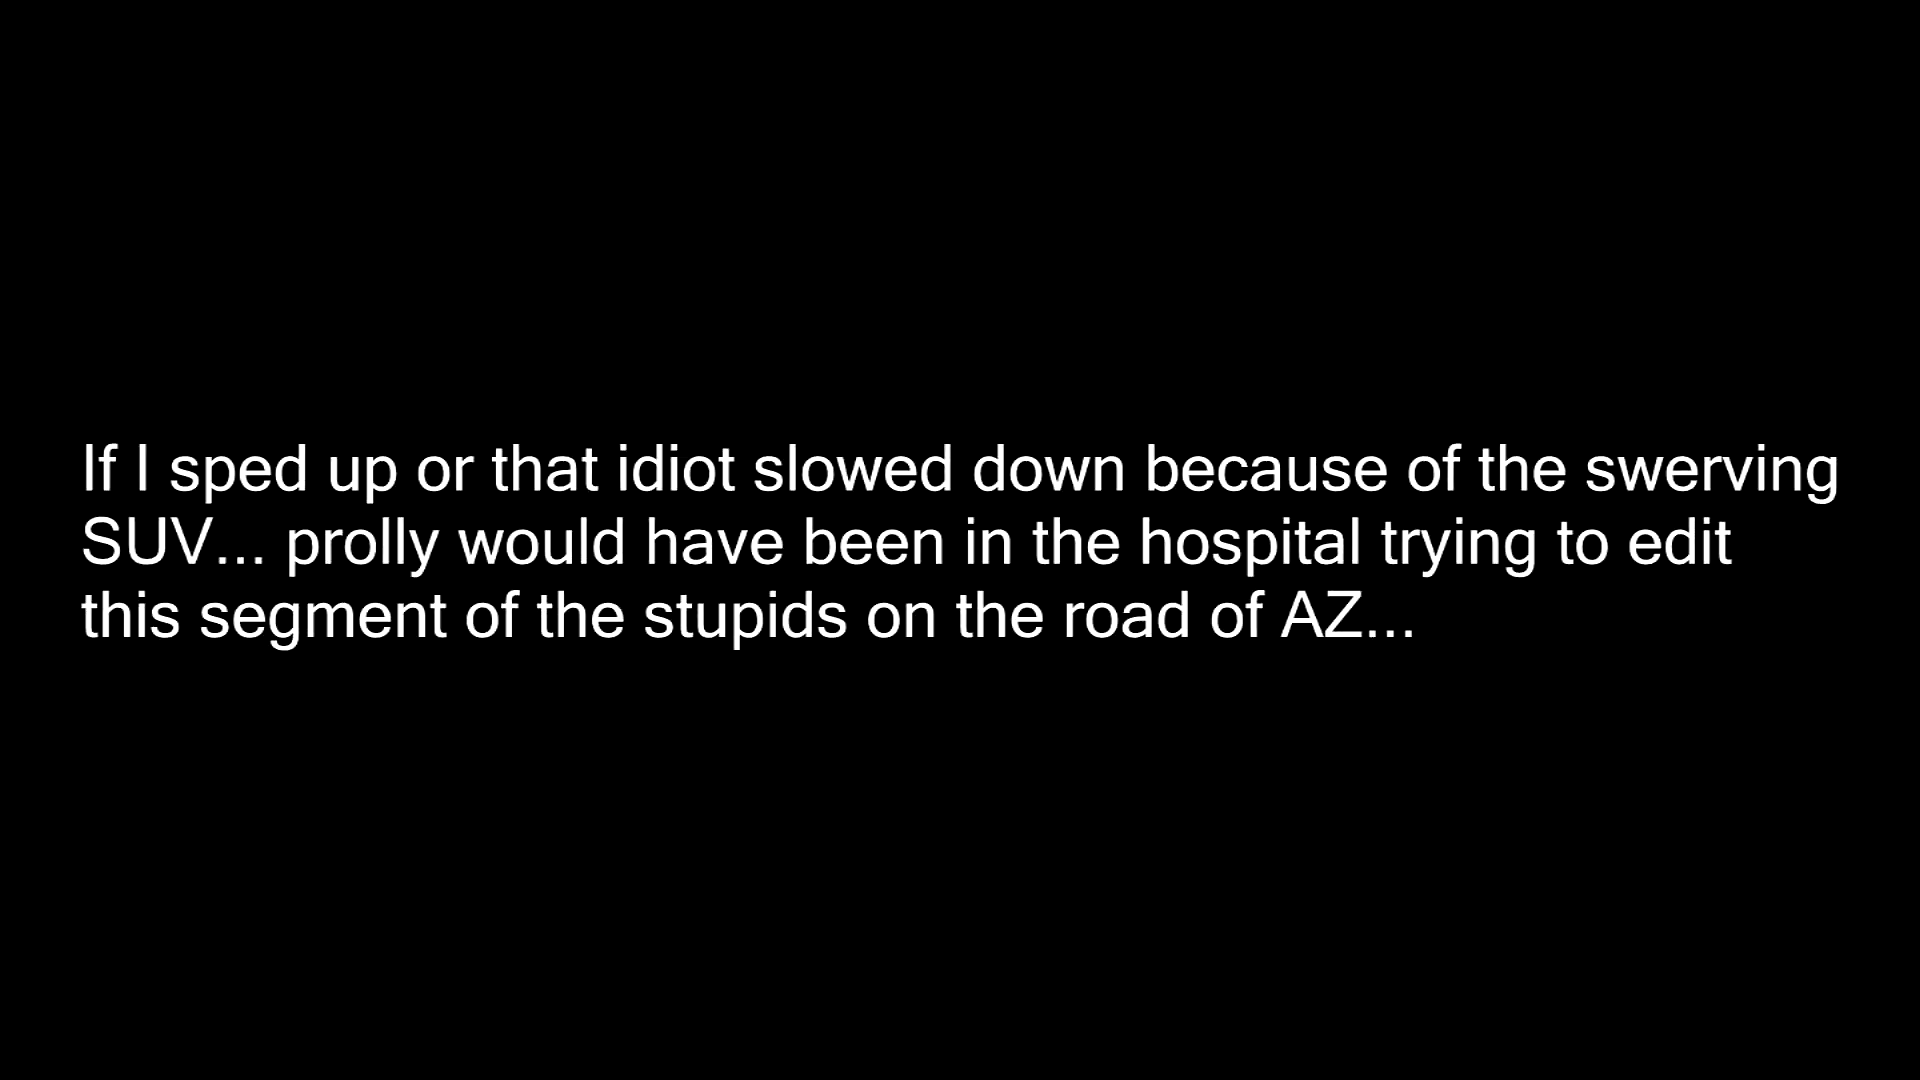 If I sped up or that idiot slowed down because of the swerving
SUV... prolly would have been in the hospital trying to edit
this segment of the stupids on the road of AZ...